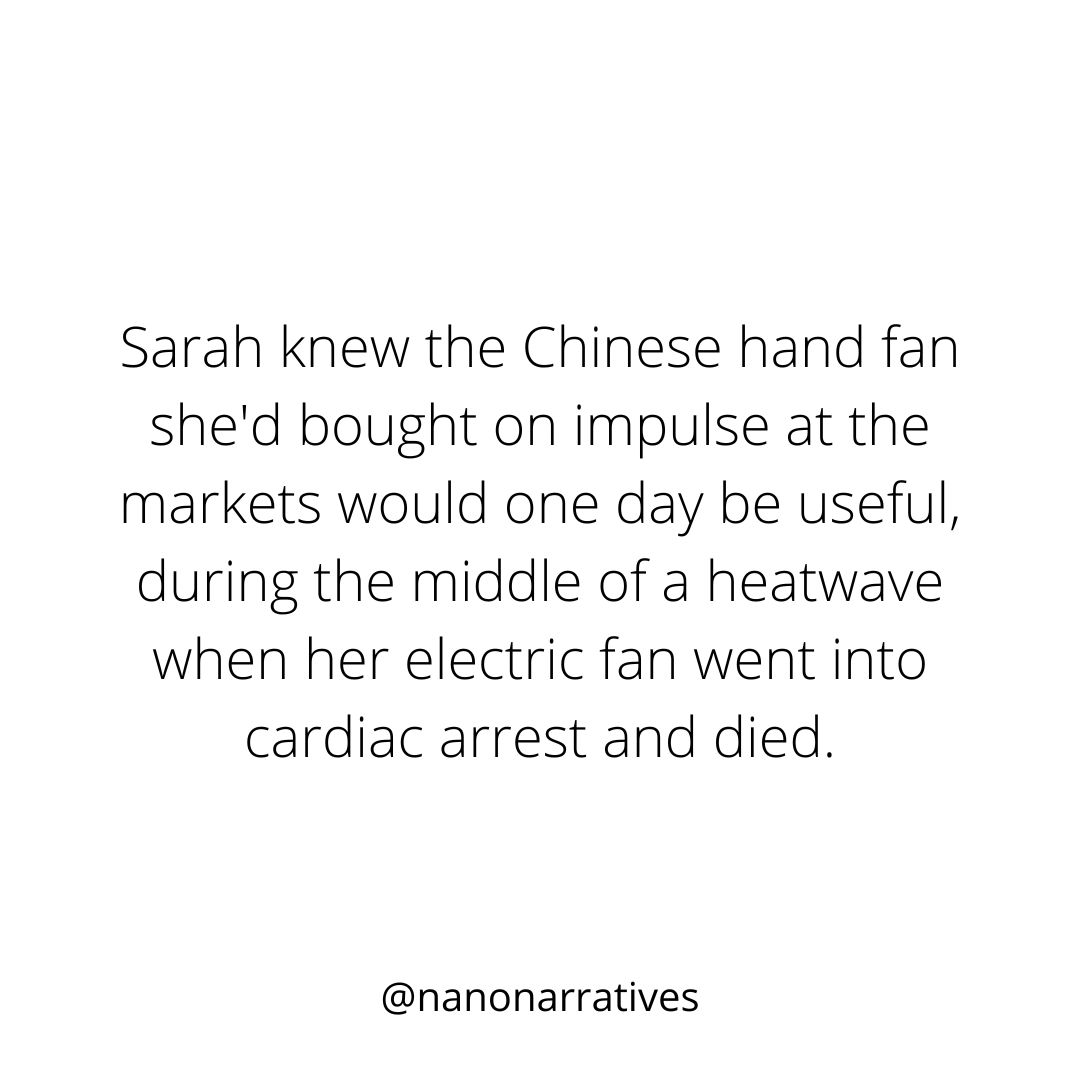 Sarah knew the Chinese hand fan
she'd bought on impulse at the
markets would one day be useful,
during the middle of a heatwave
when her electric fan went into
cardiac arrest and died.
@nanonarratives